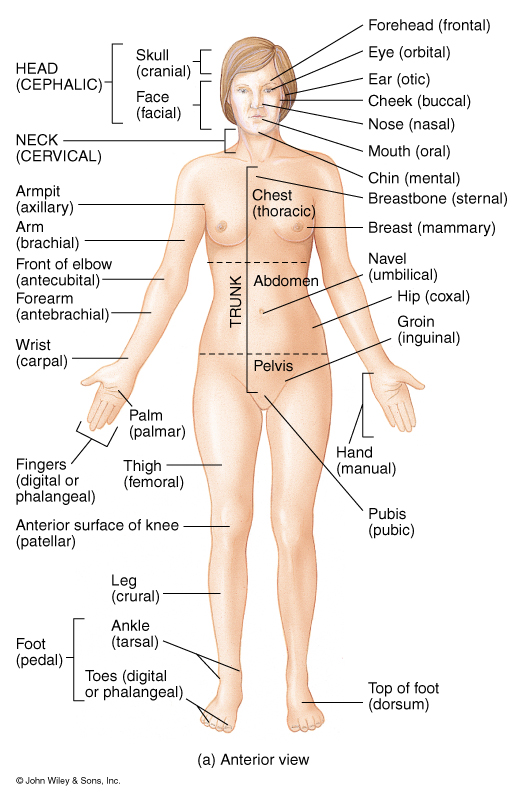 Forehead (frontal)
Eye (orbital)
Ear (otic)
Cheek (buccal)
Nose (nasal)
Mouth (oral)
Chin (mental)
Breastbone (sternal)
Breast (mammary)
Navel
(umbilical)
Hip (coxal)
Groin
(inguinal)
Hand
(manual)
Pubis
(pubic)
Top of foot
(dorsum)
Skull
(cranial)
HEAD
(CEPHALIC)
Face
(facial)
NECK
(CERVICAL)
Armpit
(axillary)
Arm
(brachial)
Front of elbow
(antecubital)
Forearm
(antebrachial)
Wrist
(carpal)
Palm
(palmar)
Fingers
(digital or
phalangeal)
Thigh
(femoral)
Anterior surface of knee
(patellar)
Leg
(crural)
Ankle
(tarsal)
Foot
(pedal)
Toes (digital
or phalangeal)
Chest
(thoracic)
TRUNK
Abdomen
Pelvis
(a) Anterior view
© John Wiley & Sons, Inc.